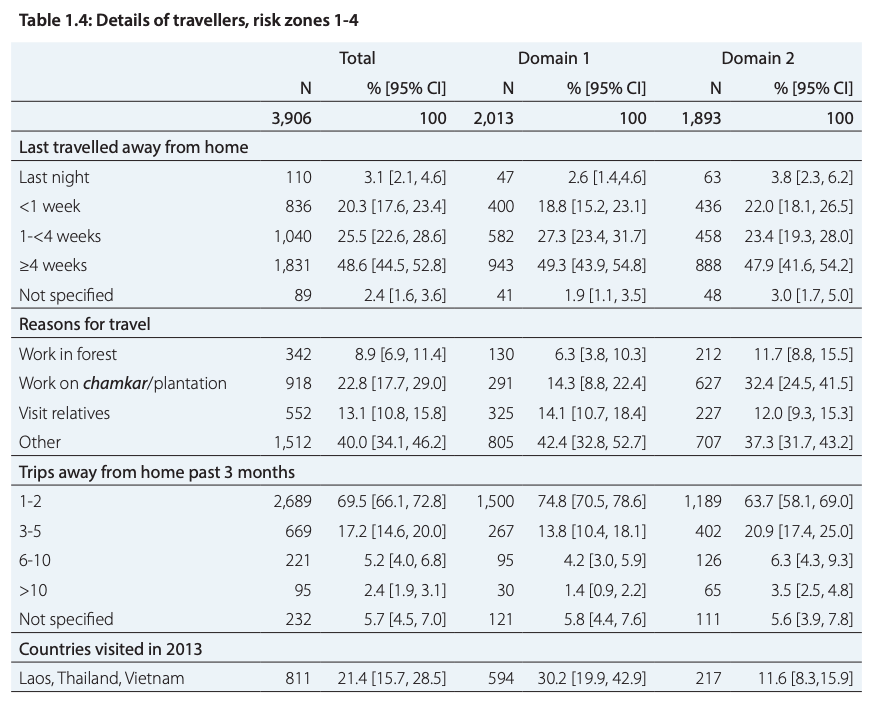 Table 1.4: Details of travellers, risk zones 1-4
Total Domain 1 Domain 2
N % [95% CI] N % [95% CI] N % [95% CI]
3,906 100 2,013 100 1,893 100
Last travelled away from home
Last night 110 3.1 [2.1, 4.6] 47 2.6 [1.4,4.6] 63 3.8 [2.3, 6.2]
<1 week 836 20.3 [17.6, 23.4] 400 18.8 [15.2, 23.1] 436 22.0 [18.1, 26.5]
1-<4 weeks 1,040 25.5 [22.6, 28.6] 582 27.3 [23.4, 31.7] 458 23.4 [19.3, 28.0]
≥4 weeks 1,831 48.6 [44.5, 52.8] 943 49.3 [43.9, 54.8] 888 47.9 [41.6, 54.2]
Not specified 89 2.4 [1.6, 3.6] 41 1.9 [1.1, 3.5] 48 3.0 [1.7, 5.0]
Reasons for travel
Work in forest 342 8.9 [6.9, 11.4] 130 6.3 [3.8, 10.3] 212 11.7 [8.8, 15.5]
Work on chamkar/plantation 918 22.8 [17.7, 29.0] 291 14.3 [8.8, 22.4] 627 32.4 [24.5, 41.5]
Visit relatives 552 13.1 [10.8, 15.8] 325 14.1 [10.7, 18.4] 227 12.0 [9.3, 15.3]
Other 1,512 40.0 [34.1, 46.2] 805 42.4 [32.8, 52.7] 707 37.3 [31.7, 43.2]
Trips away from home past 3 months
1-2 2,689 69.5 [66.1, 72.8] 1,500 74.8 [70.5, 78.6] 1,189 63.7 [58.1, 69.0]
3-5 669 17.2 [14.6, 20.0] 267 13.8 [10.4, 18.1] 402 20.9 [17.4, 25.0]
6-10 221 5.2 [4.0, 6.8] 95 4.2 [3.0, 5.9] 126 6.3 [4.3, 9.3]
>10 95 2.4 [1.9, 3.1] 30 1.4 [0.9, 2.2] 65 3.5 [2.5, 4.8]
Not specified 232 5.7 [4.5, 7.0] 121 5.8 [4.4, 7.6] 111 5.6 [3.9, 7.8]
Countries visited in 2013
Laos, Thailand, Vietnam 811 21.4 [15.7, 28.5] 594 30.2 [19.9, 42.9] 217 11.6 [8.3,15.9]